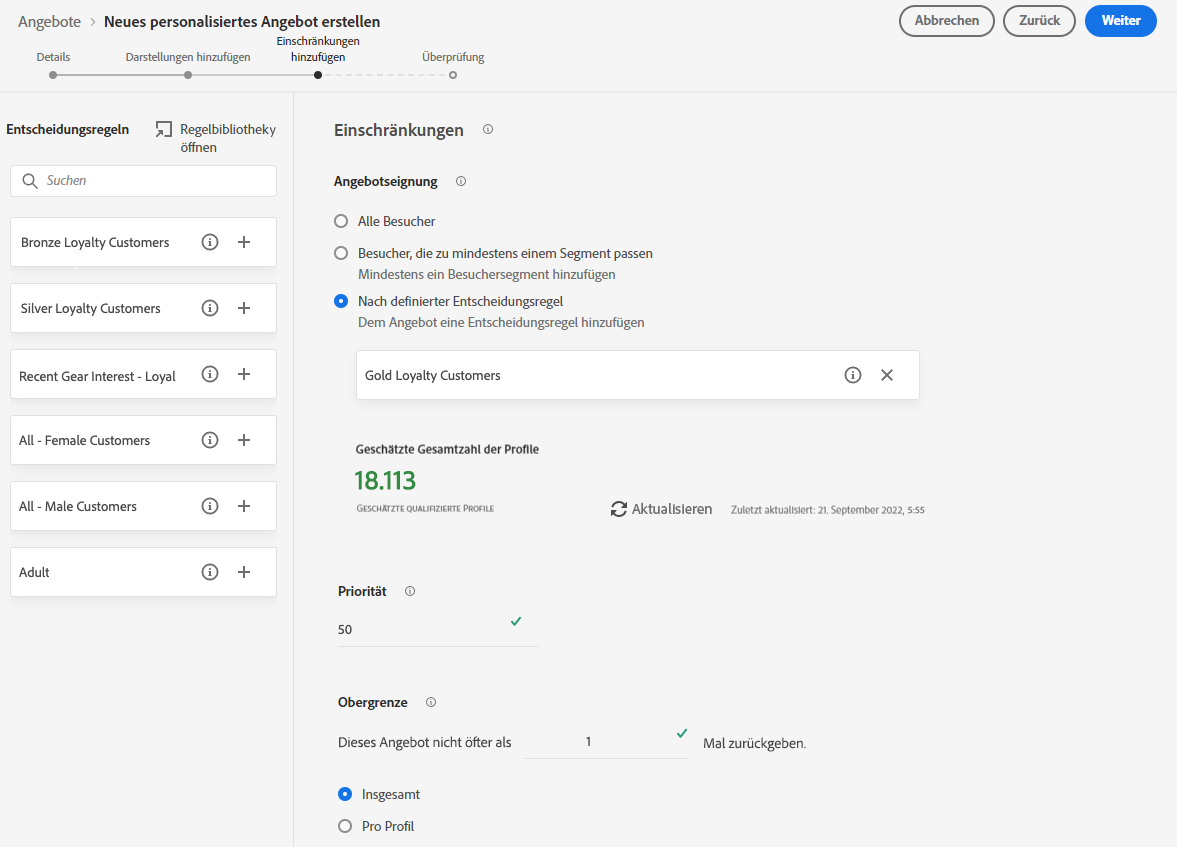 Angebote > Neues personalisiertes Angebot erstellen
Abbrechen
Zurück
Weiter
Details
Darstellungen hinzufügen
Einschränkungen
hinzufügen
Überprüfung
Entscheidungsregeln
Regelbibliotheky
öffnen
Suchen
Bronze Loyalty Customers
Silver Loyalty Customers
Recent Gear Interest - Loyal
All - Female Customers
All - Male Customers
Adult
Einschränkungen
Angebotseignung
Alle Besucher
Besucher, die zu mindestens einem Segment passen
Mindestens ein Besuchersegment hinzufügen
Nach definierter Entscheidungsregel
Dem Angebot eine Entscheidungsregel hinzufügen
Gold Loyalty Customers
Geschätzte Gesamtzahl der Profile
18.113
GESCHÄTZTE QUALIFIZIERTE PROFILE
Aktualisieren
Zuletzt aktualisiert: 21. September 2022, 5:55
Priorität
50
Obergrenze
Dieses Angebot nicht öfter als 1 Mal zurückgeben.
Insgesamt
Pro Profil